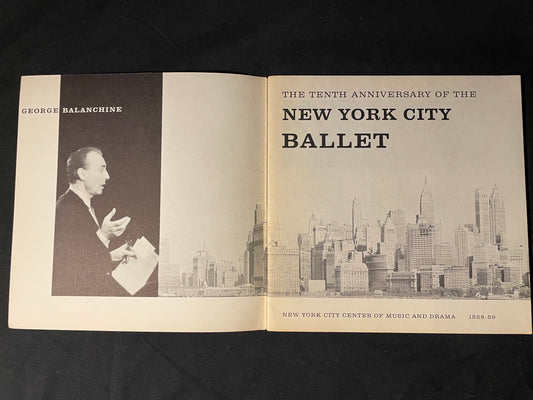 GEORGE BALANCHINE
THE TENTH ANNIVERSARY OF THE
NEW YORK CITY
BALLET
NEW YORK CITY CENTER OF MUSIC AND DRAMA 1958-59